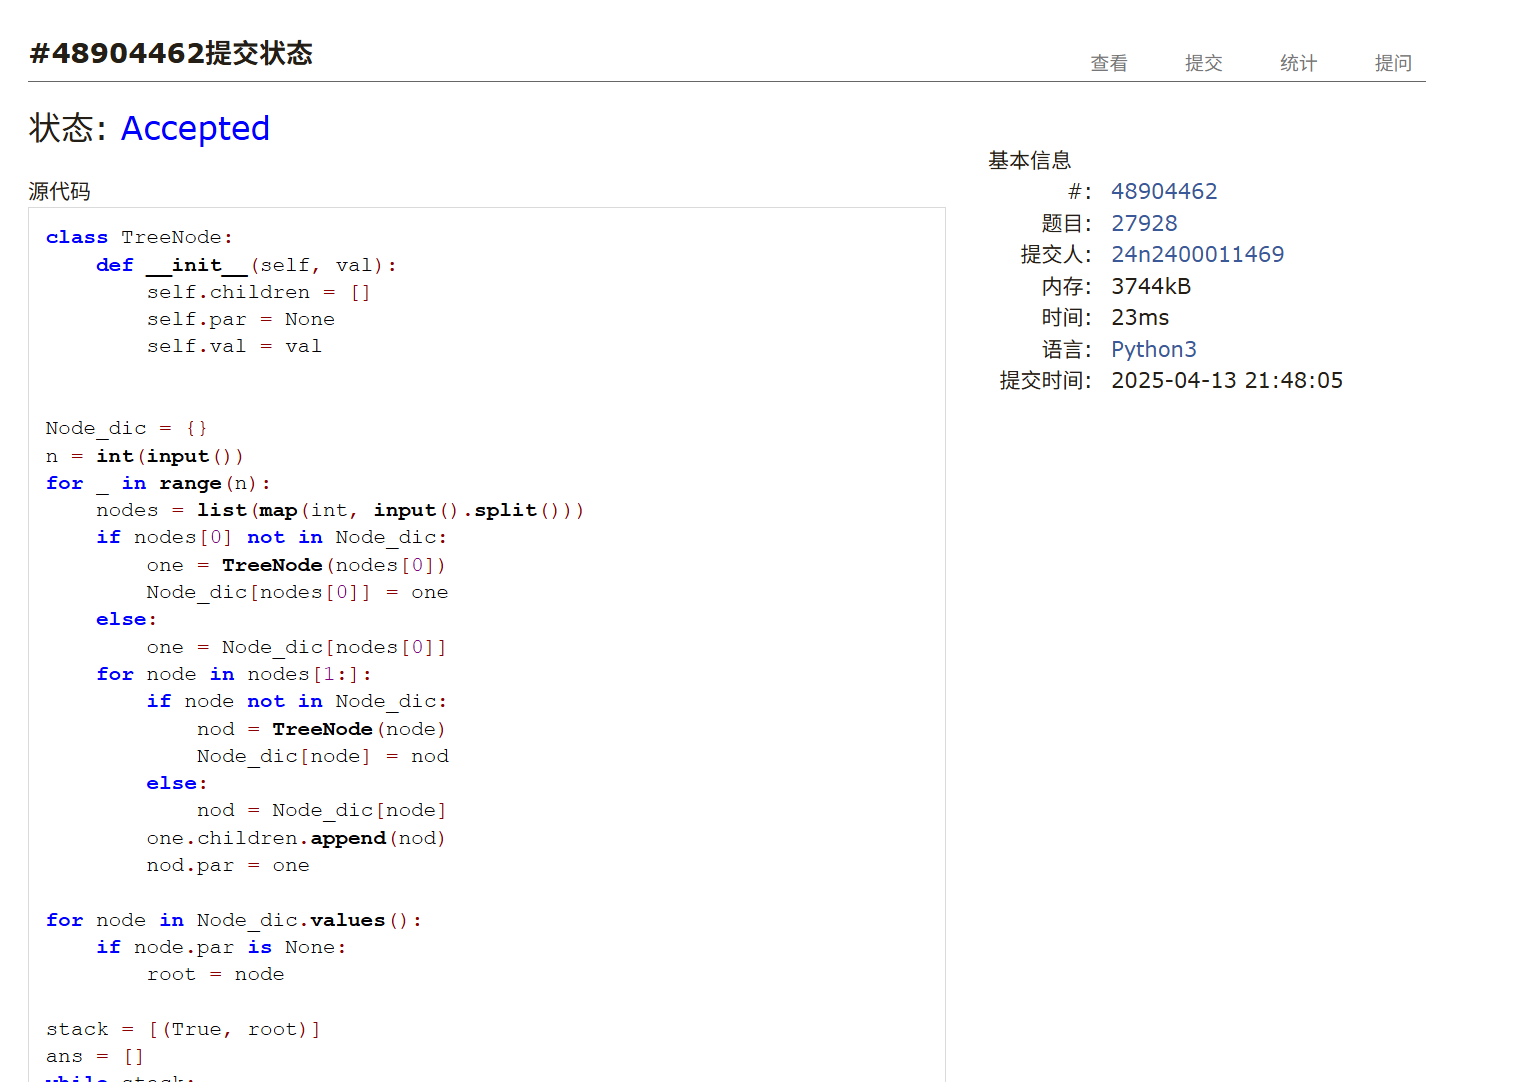 #48904462提交状态
查看 提交 统计 提问
状态: Accepted
源代码
class TreeNode:
    def __init__(self, val):
        self.children = []
        self.par = None
        self.val = val
Node_dic = {}
n = int(input())
for _ in range(n):
    nodes = list(map(int, input().split()))
    if nodes[0] not in Node_dic:
        one = TreeNode(nodes[0])
        Node_dic[nodes[0]] = one
    else:
        one = Node_dic[nodes[0]]
    for node in nodes[1:]:
        if node not in Node_dic:
            nod = TreeNode(node)
            Node_dic[node] = nod
        else:
            nod = Node_dic[node]
        one.children.append(nod)
        nod.par = one
for node in Node_dic.values():
    if node.par is None:
        root = node
stack = [(True, root)]
ans = []
while stack:
基本信息
#: 48904462
题目: 27928
提交人: 24n2400011469
内存: 3744kB
时间: 23ms
语言: Python3
提交时间: 2025-04-13 21:48:05